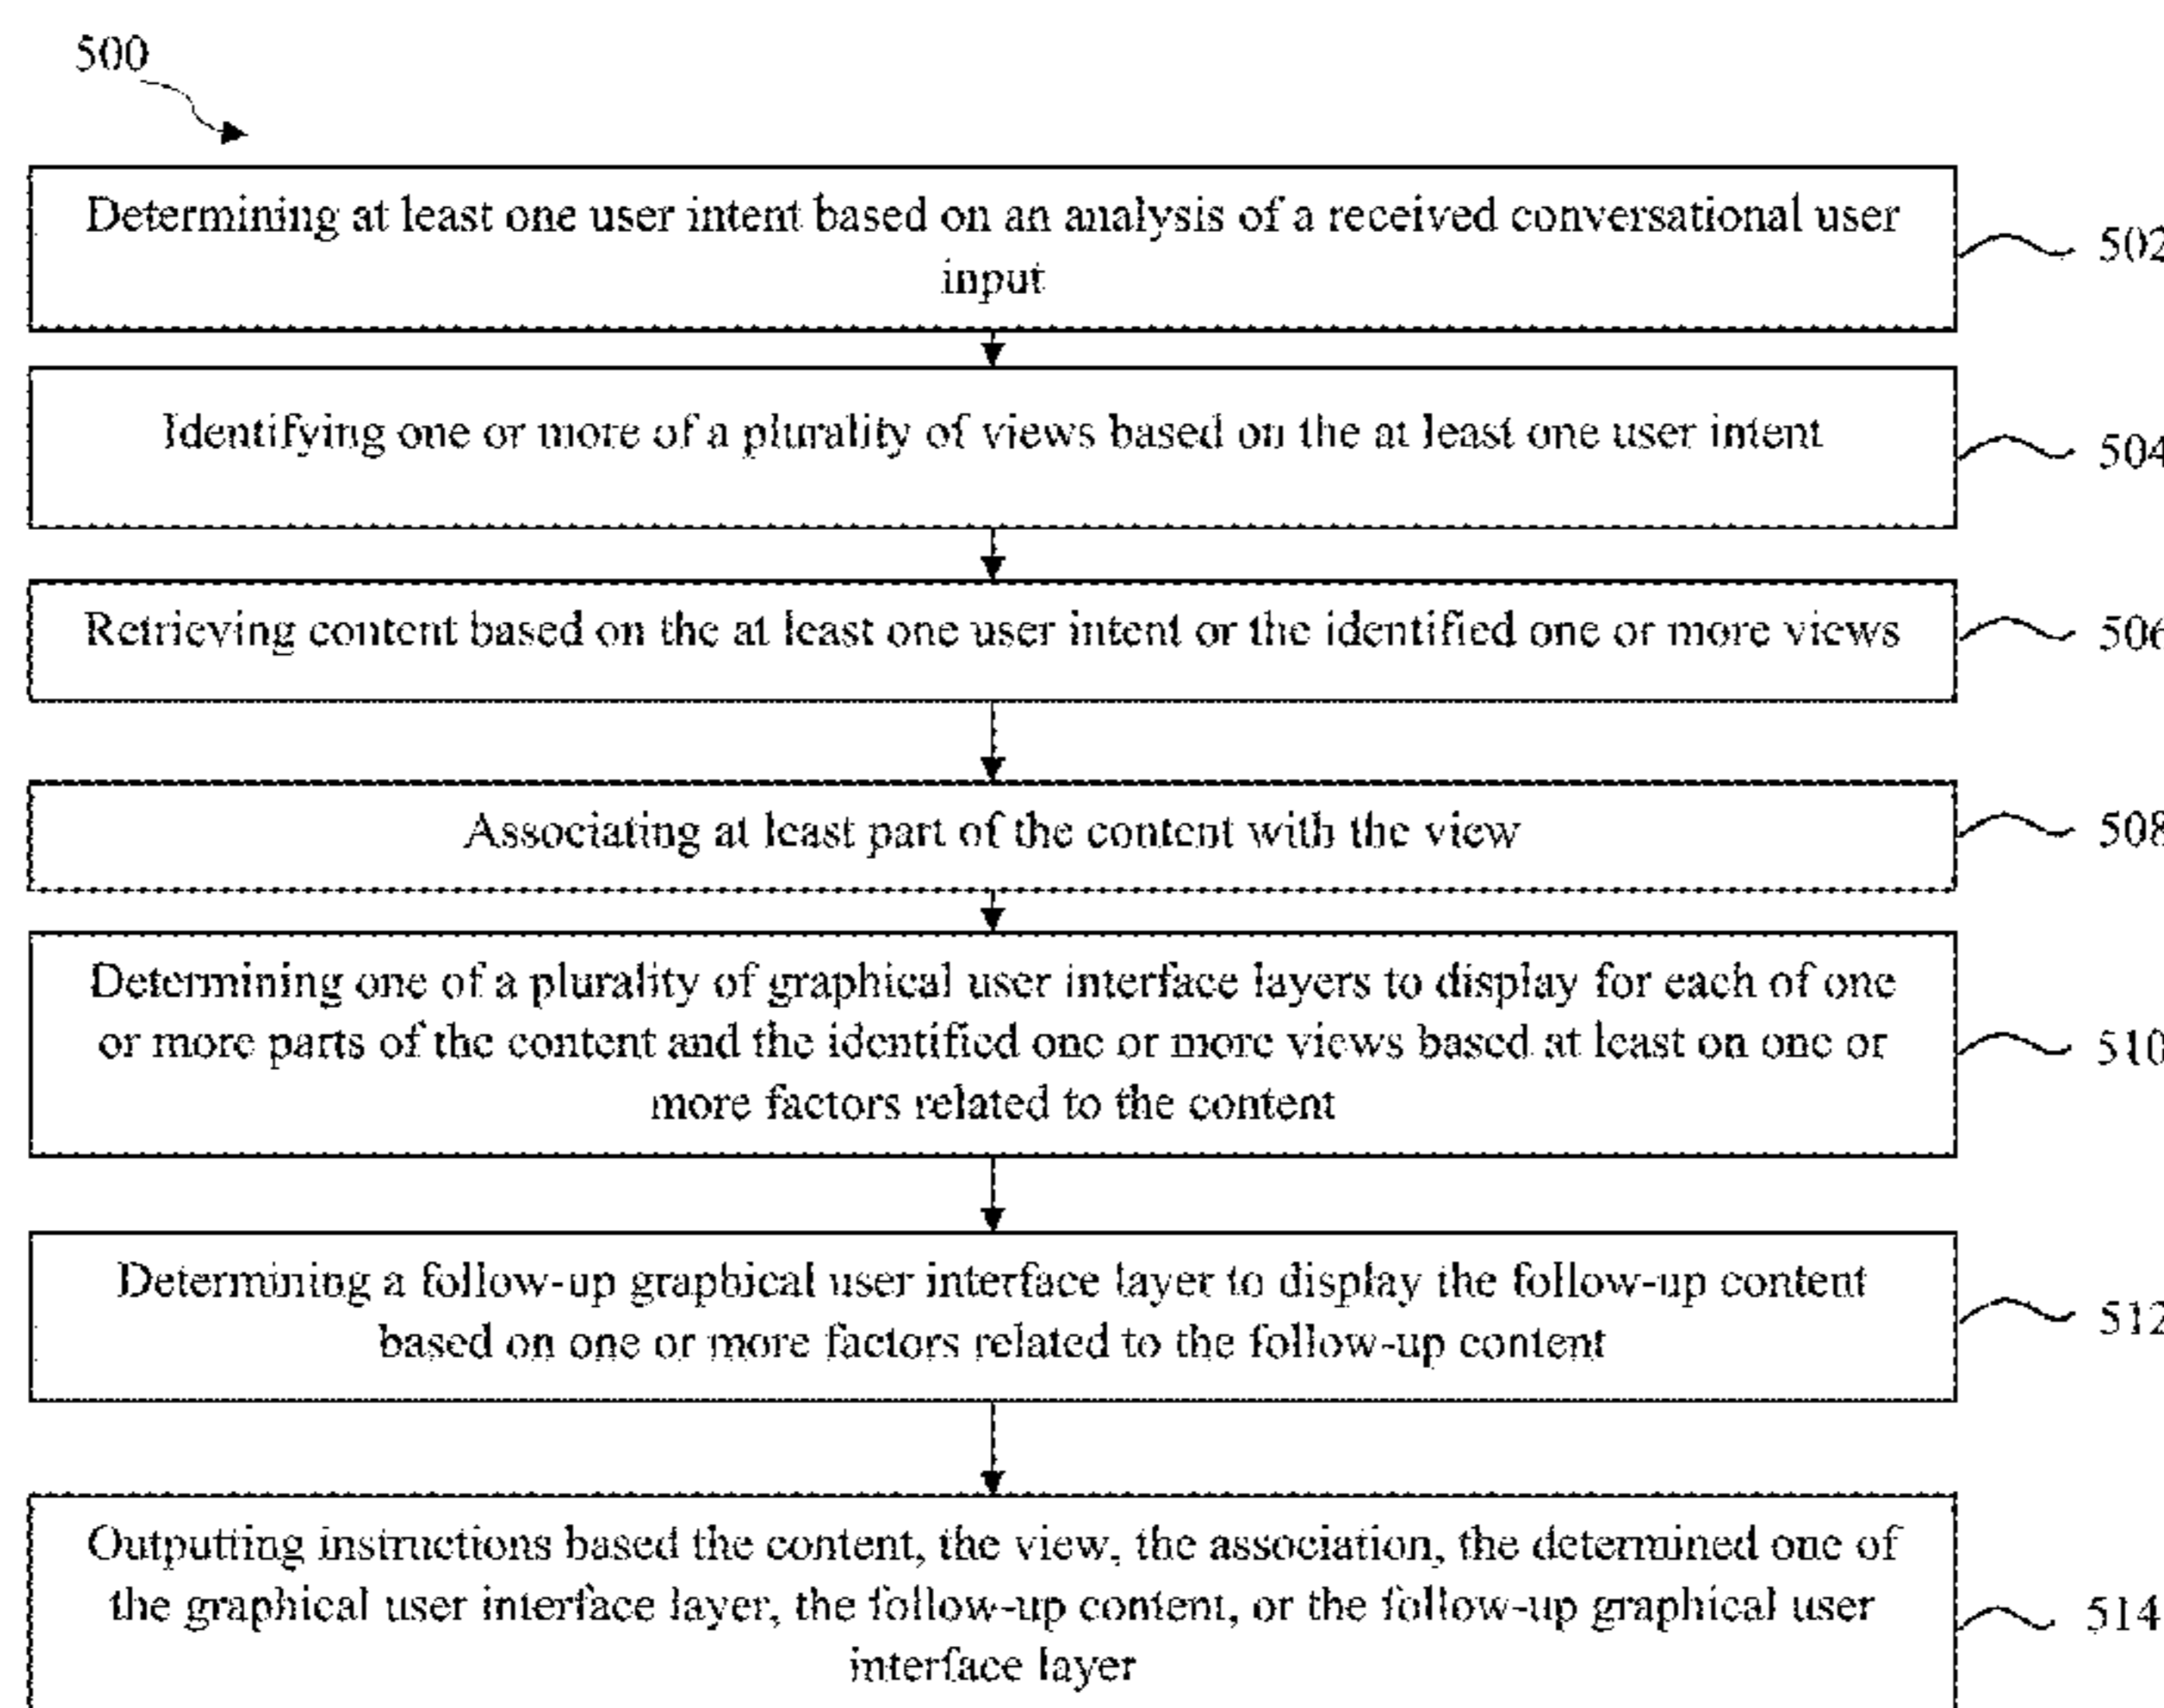 500
Determining at least one user intent based on an analysis of a received conversational user
input
502
Identifying one or more of a plurality of views based on the at least one user intent
504
Retrieving content based on the at least one user intent or the identified one or more views
506
Associating at least part of the content with the view
508
Determining one of a plurality of graphical user interface layers to display for each of one
or more parts of the content and the identified one or more views based at least on one or
more factors related to the content
510
Determining a follow-up graphical user interface layer to display the follow-up content
based on one or more factors related to the follow-up content
512
Outputting instructions based the content, the view, the association, the determined one of
the graphical user interface layer, the follow-up content, or the follow-up graphical user
interface layer
514